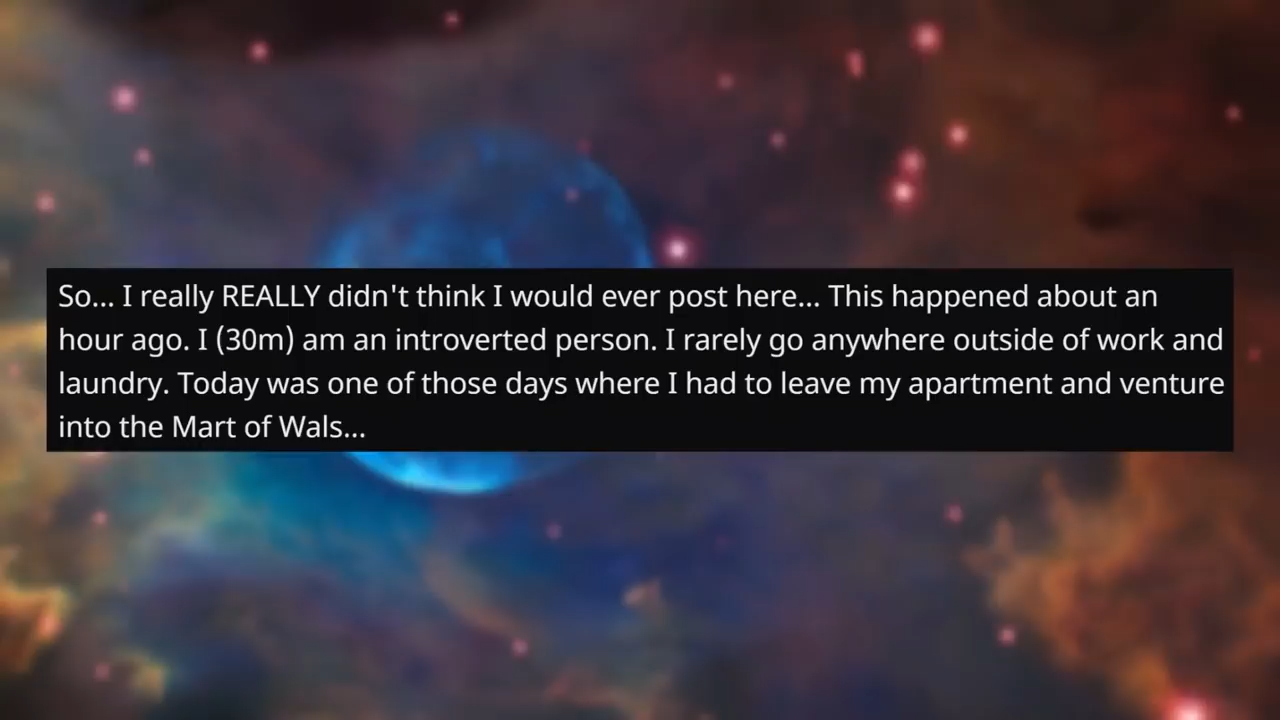 So... I really REALLY didn't think I would ever post here... This happened about an
hour ago. I (30m) am an introverted person. I rarely go anywhere outside of work and
laundry. Today was one of those days where I had to leave my apartment and venture
into the Mart of Wals...